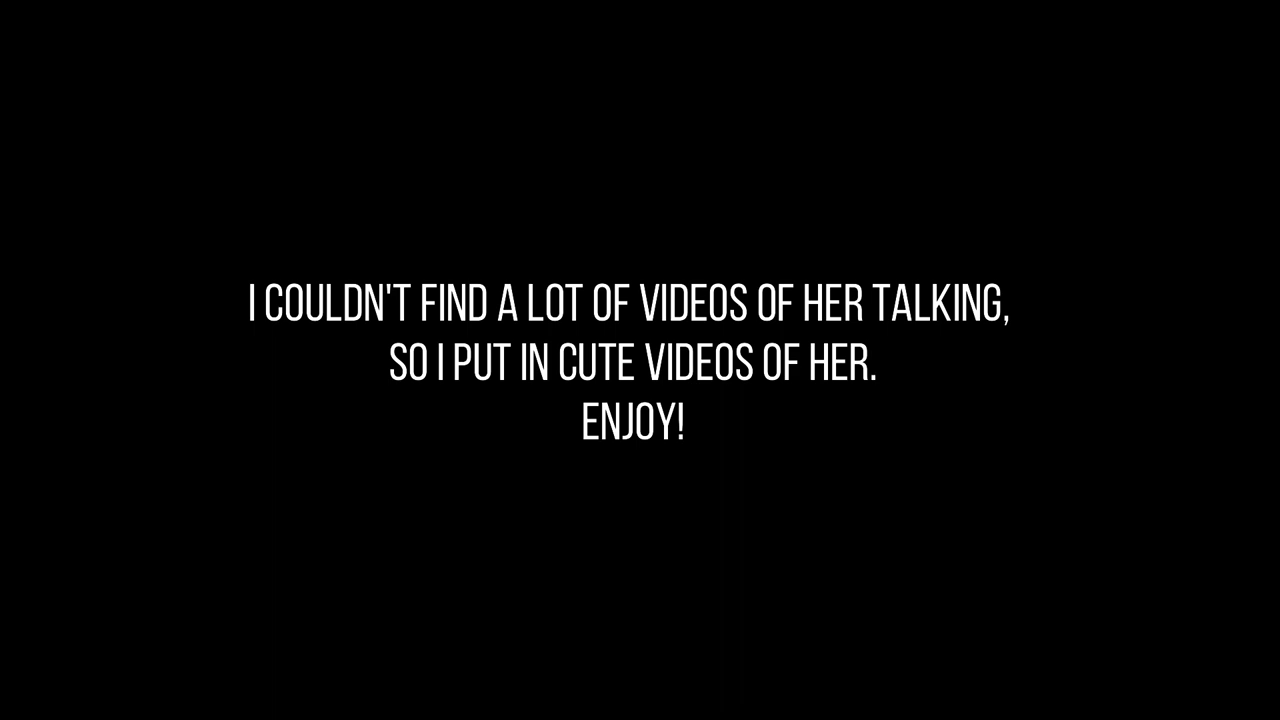 I COULDN'T FIND A LOT OF VIDEOS OF HER TALKING,
SO I PUT IN CUTE VIDEOS OF HER.
ENJOY!